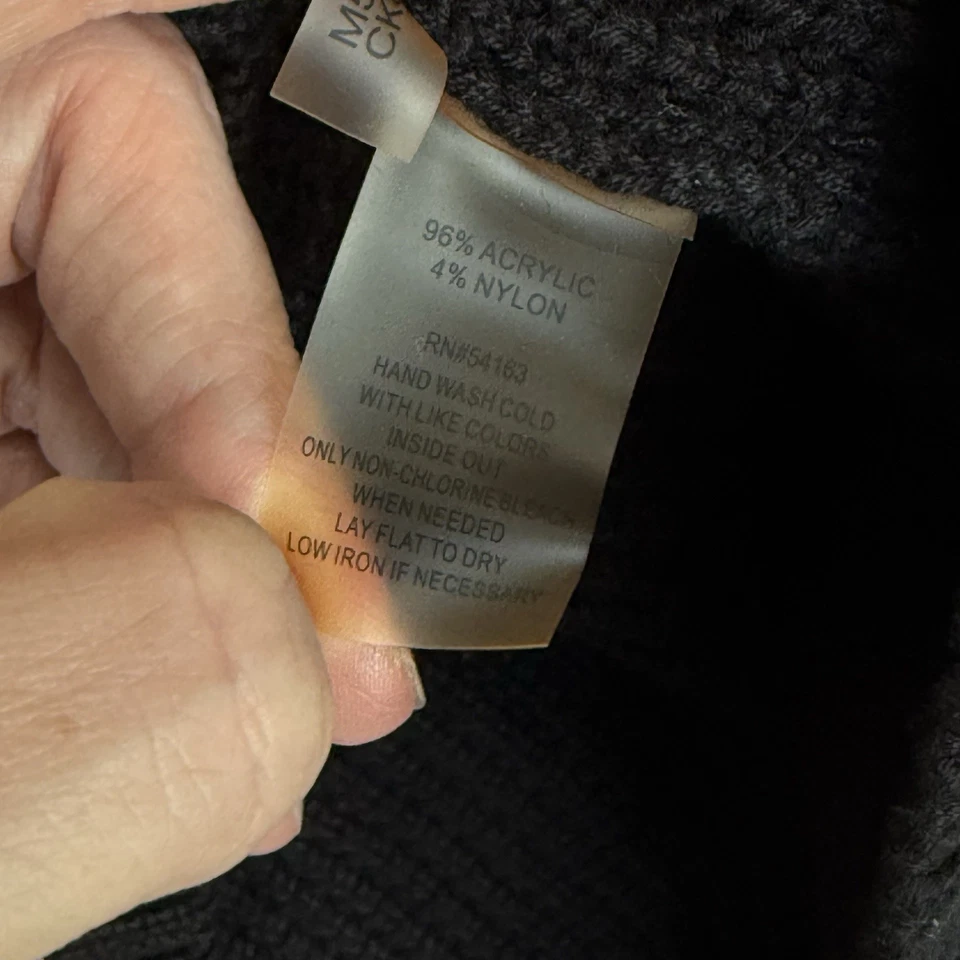 96% ACRYLIC
4% NYLON
RN#54163
HAND WASH COLD
WITH LIKE COLORS
INSIDE OUT
ONLY NON-CHLORINE BLEACH
WHEN NEEDED
LAY FLAT TO DRY
LOW IRON IF NECESSARY